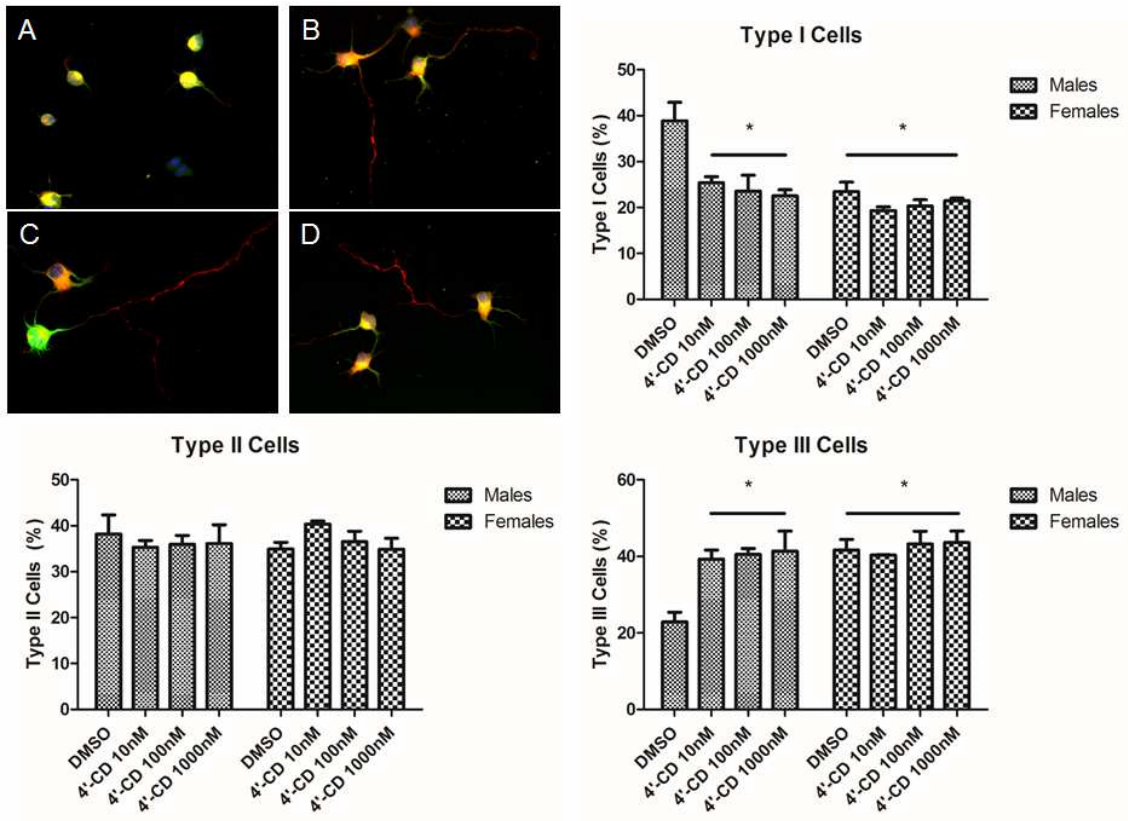 A
B
C
D
Type I Cells
Type I Cells (%)
50
40
30
20
10
0
*
*
Males
Females
DMSO
4'-CD 10nM
4'-CD 100nM
4'-CD 1000nM
DMSO
4'-CD 10nM
4'-CD 100nM
4'-CD 1000nM
Type II Cells
Type II Cells (%)
50
40
30
20
10
0
Males
Females
DMSO
4'-CD 10nM
4'-CD 100nM
4'-CD 1000nM
DMSO
4'-CD 10nM
4'-CD 100nM
4'-CD 1000nM
Type III Cells
Type III Cells (%)
60
40
20
0
*
*
Males
Females
DMSO
4'-CD 10nM
4'-CD 100nM
4'-CD 1000nM
DMSO
4'-CD 10nM
4'-CD 100nM
4'-CD 1000nM